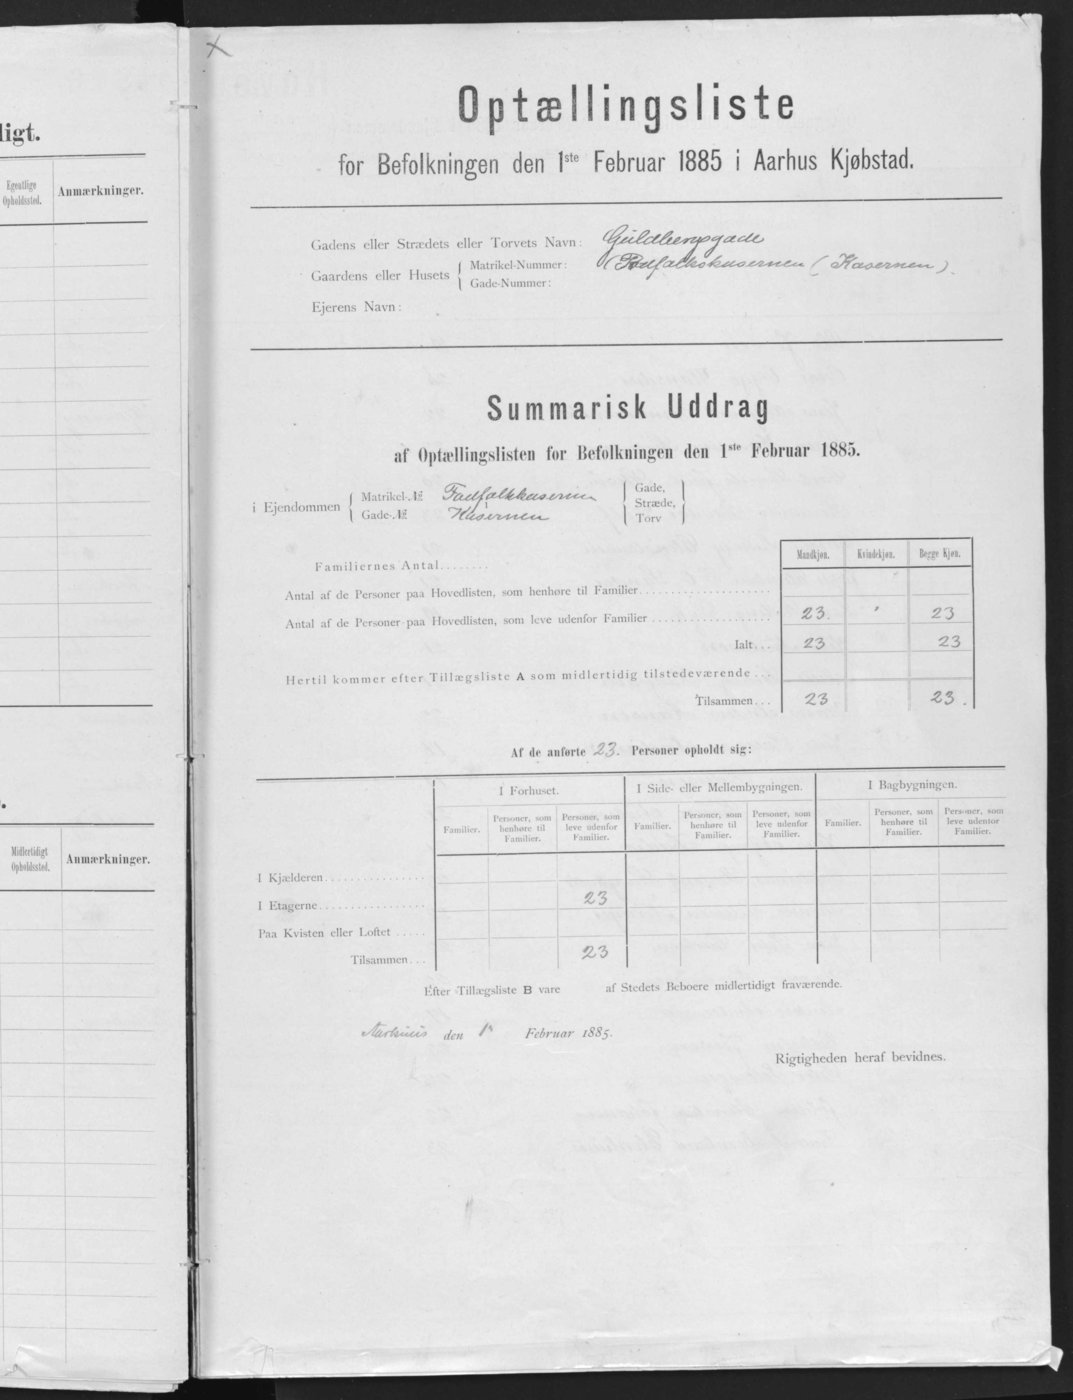 ligt.
Egentlige Opholdssted.
Anmærkninger.
Midlertidigt Opholdssted.
Anmærkninger.
Optællingsliste
for Befolkningen den 1ste Februar 1885 i Aarhus Kjøbstad.
Gadens eller Strædets eller Torvets Navn: Guldbergsgade
Gaardens eller Husets { Matrikel-Nummer: (Fodfolkskasernen (Kasernen).
Gade-Nummer:
Ejerens Navn:
Summarisk Uddrag
af Optællingslisten for Befolkningen den 1ste Februar 1885.
i Ejendommen { Matrikel-№ Fodfolkkasernen
Gade-№ Kasernen
Gade,
Stræde,
Torv
Mandkjøn. Kvindekjøn. Begge Kjøn.
Familiernes Antal........
Antal af de Personer paa Hovedlisten, som henhøre til Familier
Antal af de Personer paa Hovedlisten, som leve udenfor Familier 23. " 23
Ialt... 23 23
Hertil kommer efter Tillægsliste A som midlertidig tilstedeværende ...
Tilsammen... 23 23.
Af de anførte 23. Personer opholdt sig:
I Forhuset. I Side- eller Mellembygningen. I Bagbygningen.
Familier. Personer, som henhøre til Familier. Personer, som leve udenfor Familier. Familier. Personer, som henhøre til Familier. Personer, som leve udenfor Familier. Familier. Personer, som henhøre til Familier. Personer, som leve udenfor Familier.
I Kjælderen
I Etagerne 23
Paa Kvisten eller Loftet .....
Tilsammen... 23
Efter Tillægsliste B vare af Stedets Beboere midlertidigt fraværende.
Aarhuus den 1. Februar 1885.
Rigtigheden heraf bevidnes.